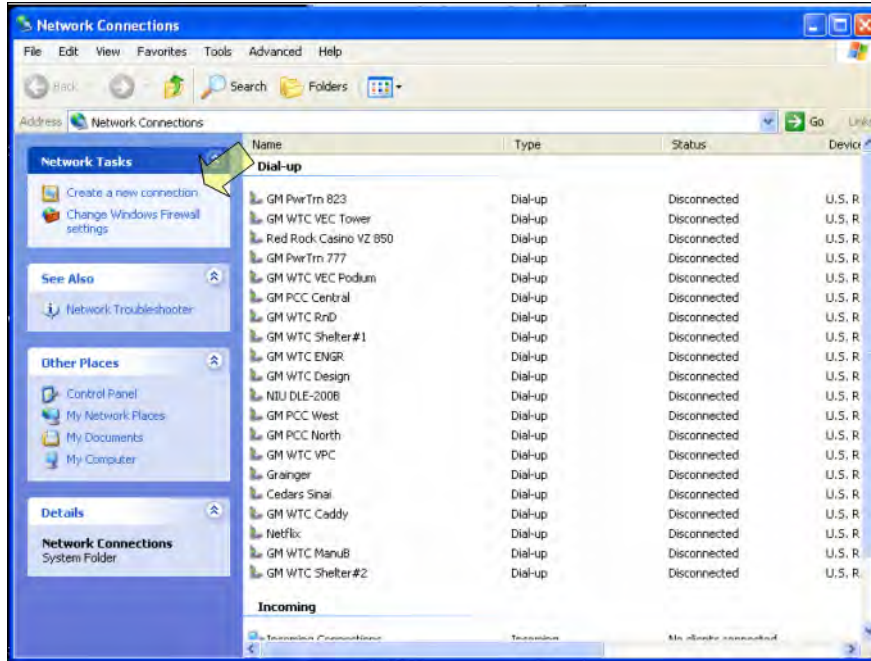 Network Connections
File Edit View Favorites Tools Advanced Help
Back Search Folders
Address Network Connections Go Links
Name Type Status Device
Network Tasks
Create a new connection
Change Windows Firewall
settings
See Also
Network Troubleshooter
Other Places
Control Panel
My Network Places
My Documents
My Computer
Details
Network Connections
System Folder
Dial-up
GM PwrTrn 823 Dial-up Disconnected U.S. R
GM WTC VEC Tower Dial-up Disconnected U.S. R
Red Rock Casino VZ 850 Dial-up Disconnected U.S. R
GM PwrTrn 777 Dial-up Disconnected U.S. R
GM WTC VEC Podium Dial-up Disconnected U.S. R
GM PCC Central Dial-up Disconnected U.S. R
GM WTC RnD Dial-up Disconnected U.S. R
GM WTC Shelter#1 Dial-up Disconnected U.S. R
GM WTC ENGR Dial-up Disconnected U.S. R
GM WTC Design Dial-up Disconnected U.S. R
NIU DLE-200B Dial-up Disconnected U.S. R
GM PCC West Dial-up Disconnected U.S. R
GM PCC North Dial-up Disconnected U.S. R
GM WTC VPC Dial-up Disconnected U.S. R
Grainger Dial-up Disconnected U.S. R
Cedars Sinai Dial-up Disconnected U.S. R
GM WTC Caddy Dial-up Disconnected U.S. R
Netflix Dial-up Disconnected U.S. R
GM WTC ManuB Dial-up Disconnected U.S. R
GM WTC Shelter#2 Dial-up Disconnected U.S. R
Incoming
Incoming Connections Incoming No clients connected